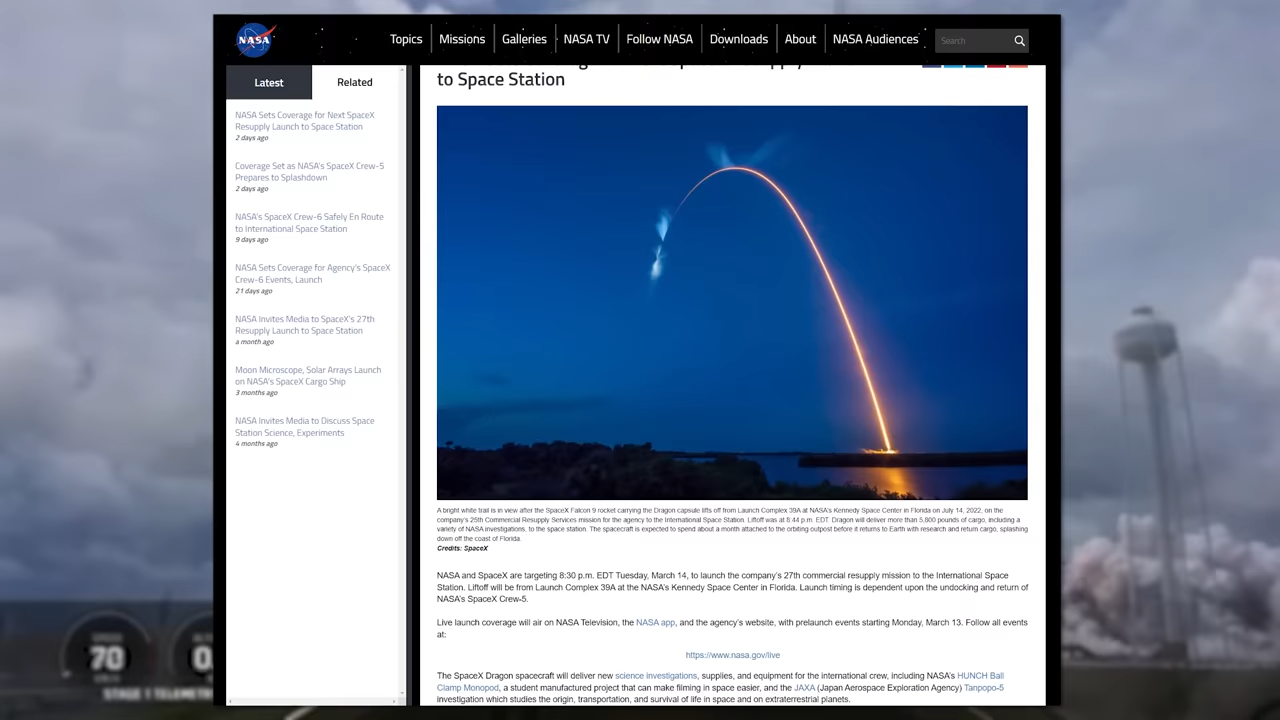 NASA
Topics
Missions
Galleries
NASA TV
Follow NASA
Downloads
About
NASA Audiences
Search
Latest
Related
NASA Sets Coverage for Next SpaceX
Resupply Launch to Space Station
2 days ago
Coverage Set as NASA's SpaceX Crew-5
Prepares to Splashdown
2 days ago
NASA's SpaceX Crew-6 Safely En Route
to International Space Station
9 days ago
NASA Sets Coverage for Agency's SpaceX
Crew-6 Events, Launch
21 days ago
NASA Invites Media to SpaceX's 27th
Resupply Launch to Space Station
a month ago
Moon Microscope, Solar Arrays Launch
on NASA's SpaceX Cargo Ship
3 months ago
NASA Invites Media to Discuss Space
Station Science, Experiments
4 months ago
to Space Station
A bright white trail is in view after the SpaceX Falcon 9 rocket carrying the Dragon capsule lifts off from Launch Complex 39A at NASA's Kennedy Space Center in Florida on July 14, 2022, on
the company's 25th Commercial Resupply Services mission for the agency to the International Space Station. Liftoff was at 8:44 p.m. EDT. Dragon will deliver more than 5,800 pounds of cargo, including a
variety of NASA investigations, to the space station. The spacecraft is expected to spend about a month attached to the orbiting outpost before it returns to Earth with research and return cargo, splashing
down off the coast of Florida.
Credits: SpaceX
NASA and SpaceX are targeting 8:30 p.m. EDT Tuesday, March 14, to launch the company's 27th commercial resupply mission to the International Space
Station. Liftoff will be from Launch Complex 39A at the NASA's Kennedy Space Center in Florida. Launch timing is dependent upon the undocking and return of
NASA's SpaceX Crew-5.
Live launch coverage will air on NASA Television, the NASA app, and the agency's website, with prelaunch events starting Monday, March 13. Follow all events
at:
https://www.nasa.gov/live
The SpaceX Dragon spacecraft will deliver new science investigations, supplies, and equipment for the international crew, including NASA's HUNCH Ball
Clamp Monopod, a student manufactured project that can make filming in space easier, and the JAXA (Japan Aerospace Exploration Agency) Tanpopo-5
investigation which studies the origin, transportation, and survival of life in space and on extraterrestrial planets.
SPEED
70
STAGE 1 TELEMET